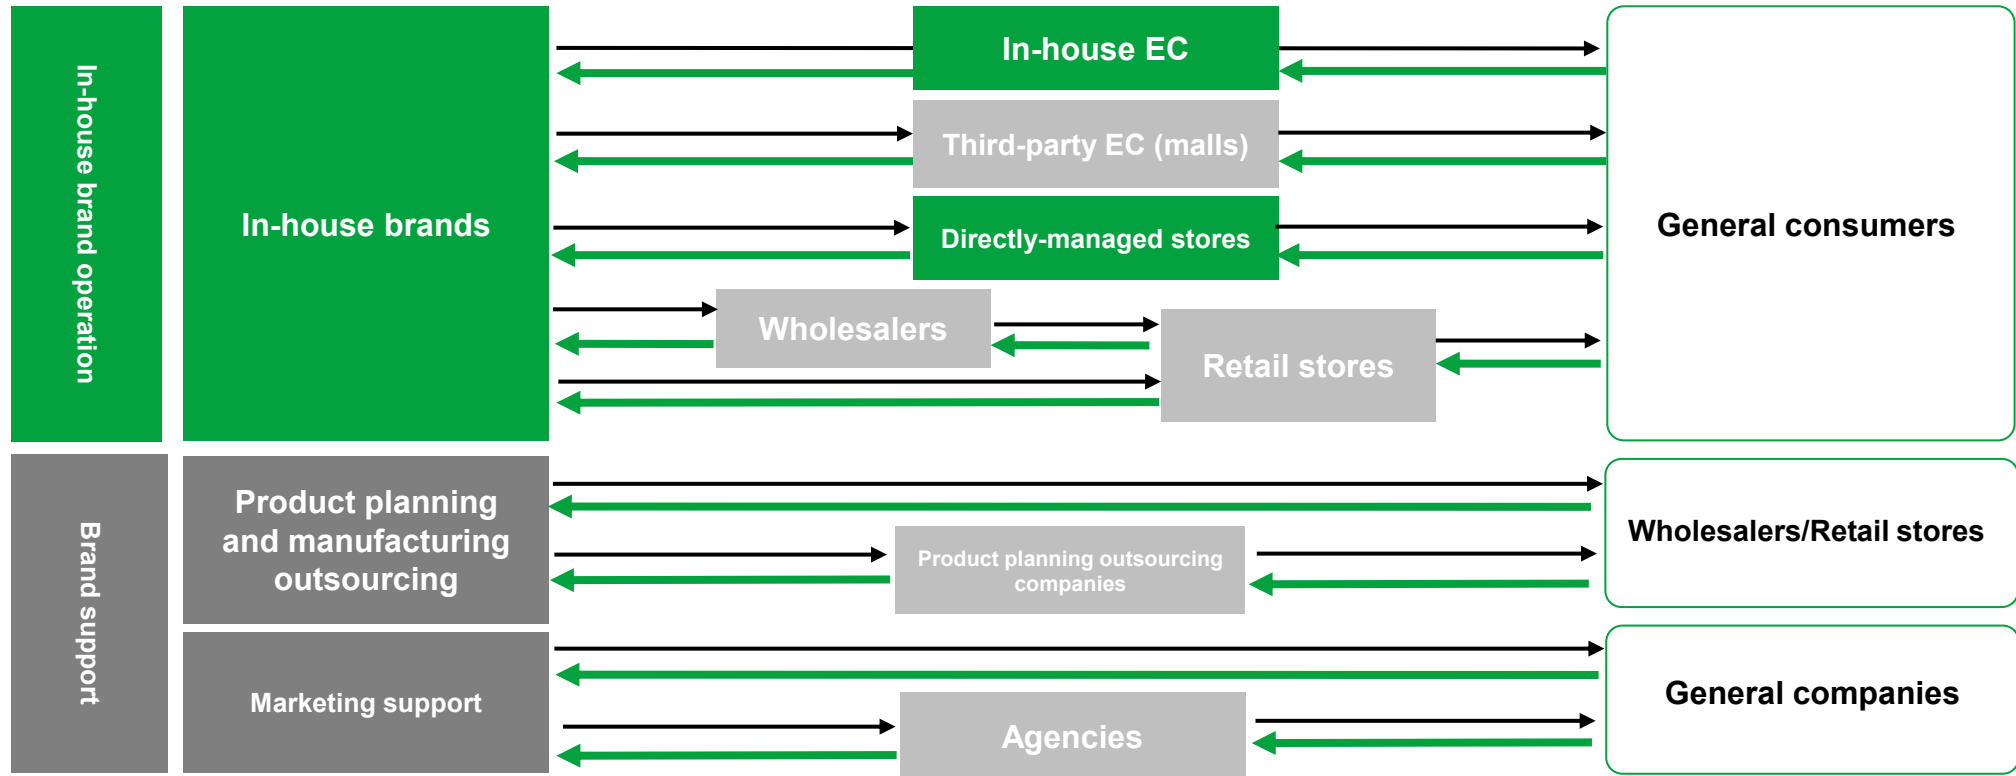 In-house brand operation
In-house brands
In-house EC
Third-party EC (malls)
Directly-managed stores
Wholesalers
Retail stores
General consumers
Brand support
Product planning
and manufacturing
outsourcing
Product planning outsourcing
companies
Wholesalers/Retail stores
Marketing support
Agencies
General companies